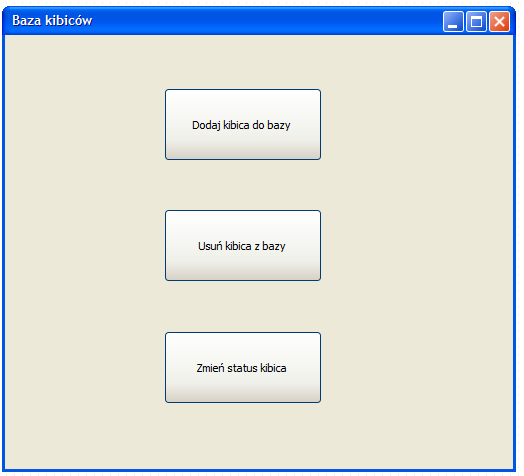 Baza kibiców
Dodaj kibica do bazy
Usuń kibica z bazy
Zmień status kibica